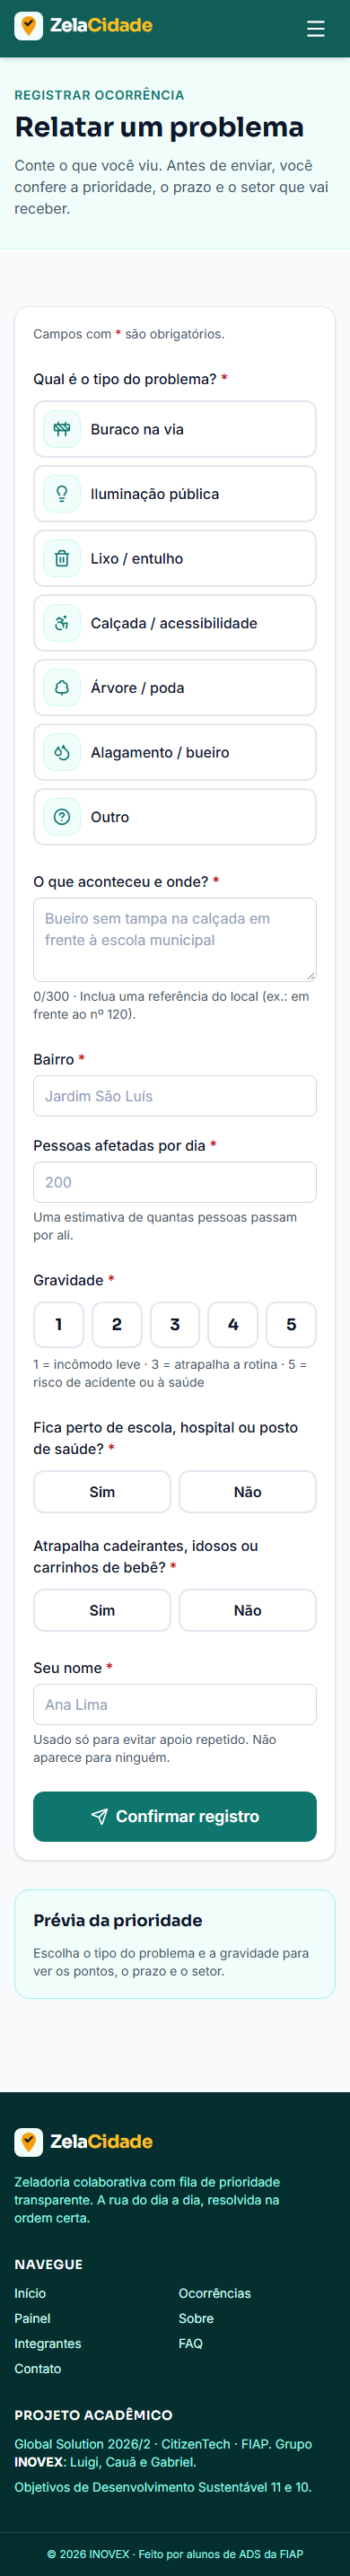 ZelaCidade
REGISTRAR OCORRÊNCIA
Relatar um problema
Conte o que você viu. Antes de enviar, você
confere a prioridade, o prazo e o setor que vai
receber.
Campos com * são obrigatórios.
Qual é o tipo do problema? *
Buraco na via
Iluminação pública
Lixo / entulho
Calçada / acessibilidade
Árvore / poda
Alagamento / bueiro
Outro
O que aconteceu e onde? *
Bueiro sem tampa na calçada em
frente à escola municipal
0/300 · Inclua uma referência do local (ex.: em
frente ao nº 120).
Bairro *
Jardim São Luís
Pessoas afetadas por dia *
200
Uma estimativa de quantas pessoas passam
por ali.
Gravidade *
1 2 3 4 5
1 = incômodo leve · 3 = atrapalha a rotina · 5 =
risco de acidente ou à saúde
Fica perto de escola, hospital ou posto
de saúde? *
Sim Não
Atrapalha cadeirantes, idosos ou
carrinhos de bebê? *
Sim Não
Seu nome *
Ana Lima
Usado só para evitar apoio repetido. Não
aparece para ninguém.
Confirmar registro
Prévia da prioridade
Escolha o tipo do problema e a gravidade para
ver os pontos, o prazo e o setor.
ZelaCidade
Zeladoria colaborativa com fila de prioridade
transparente. A rua do dia a dia, resolvida na
ordem certa.
NAVEGUE
Início Ocorrências
Painel Sobre
Integrantes FAQ
Contato
PROJETO ACADÊMICO
Global Solution 2026/2 · CitizenTech · FIAP. Grupo
INOVEX: Luigi, Cauã e Gabriel.
Objetivos de Desenvolvimento Sustentável 11 e 10.
© 2026 INOVEX · Feito por alunos de ADS da FIAP